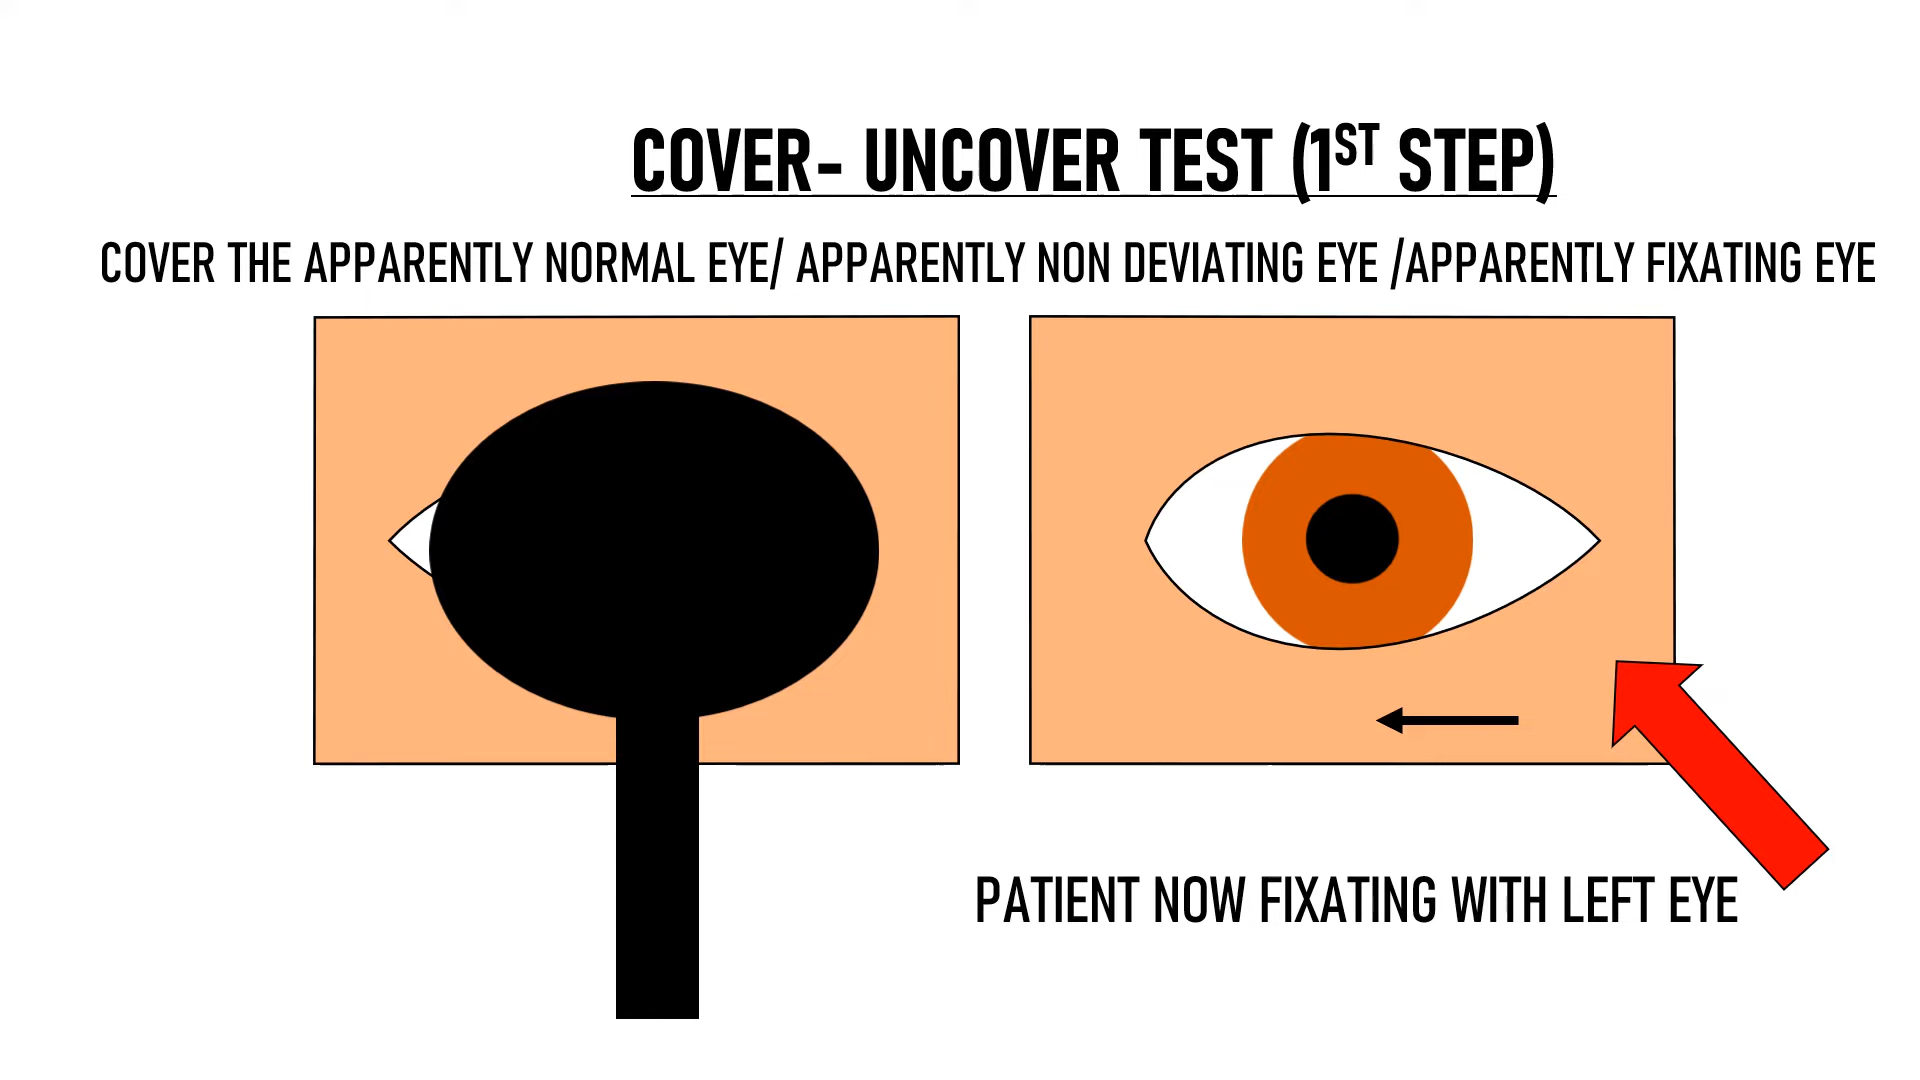 COVER- UNCOVER TEST (1ST STEP)
COVER THE APPARENTLY NORMAL EYE/ APPARENTLY NON DEVIATING EYE /APPARENTLY FIXATING EYE
PATIENT NOW FIXATING WITH LEFT EYE